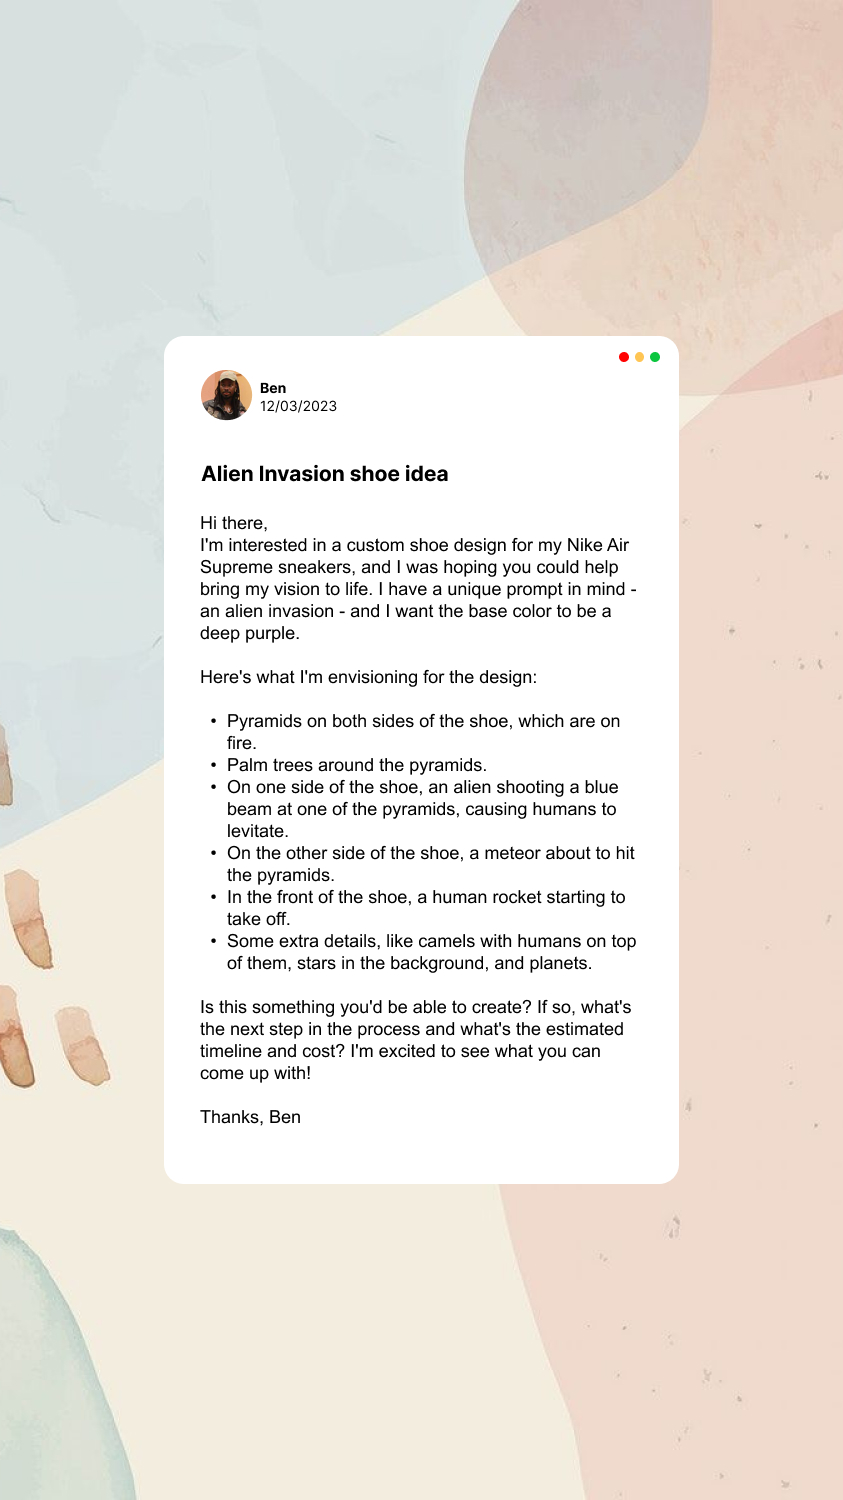 Ben
12/03/2023
Alien Invasion shoe idea
Hi there,
I'm interested in a custom shoe design for my Nike Air
Supreme sneakers, and I was hoping you could help
bring my vision to life. I have a unique prompt in mind -
an alien invasion - and I want the base color to be a
deep purple.
Here's what I'm envisioning for the design:
• Pyramids on both sides of the shoe, which are on
fire.
• Palm trees around the pyramids.
• On one side of the shoe, an alien shooting a blue
beam at one of the pyramids, causing humans to
levitate.
• On the other side of the shoe, a meteor about to hit
the pyramids.
• In the front of the shoe, a human rocket starting to
take off.
• Some extra details, like camels with humans on top
of them, stars in the background, and planets.
Is this something you'd be able to create? If so, what's
the next step in the process and what's the estimated
timeline and cost? I'm excited to see what you can
come up with!
Thanks, Ben